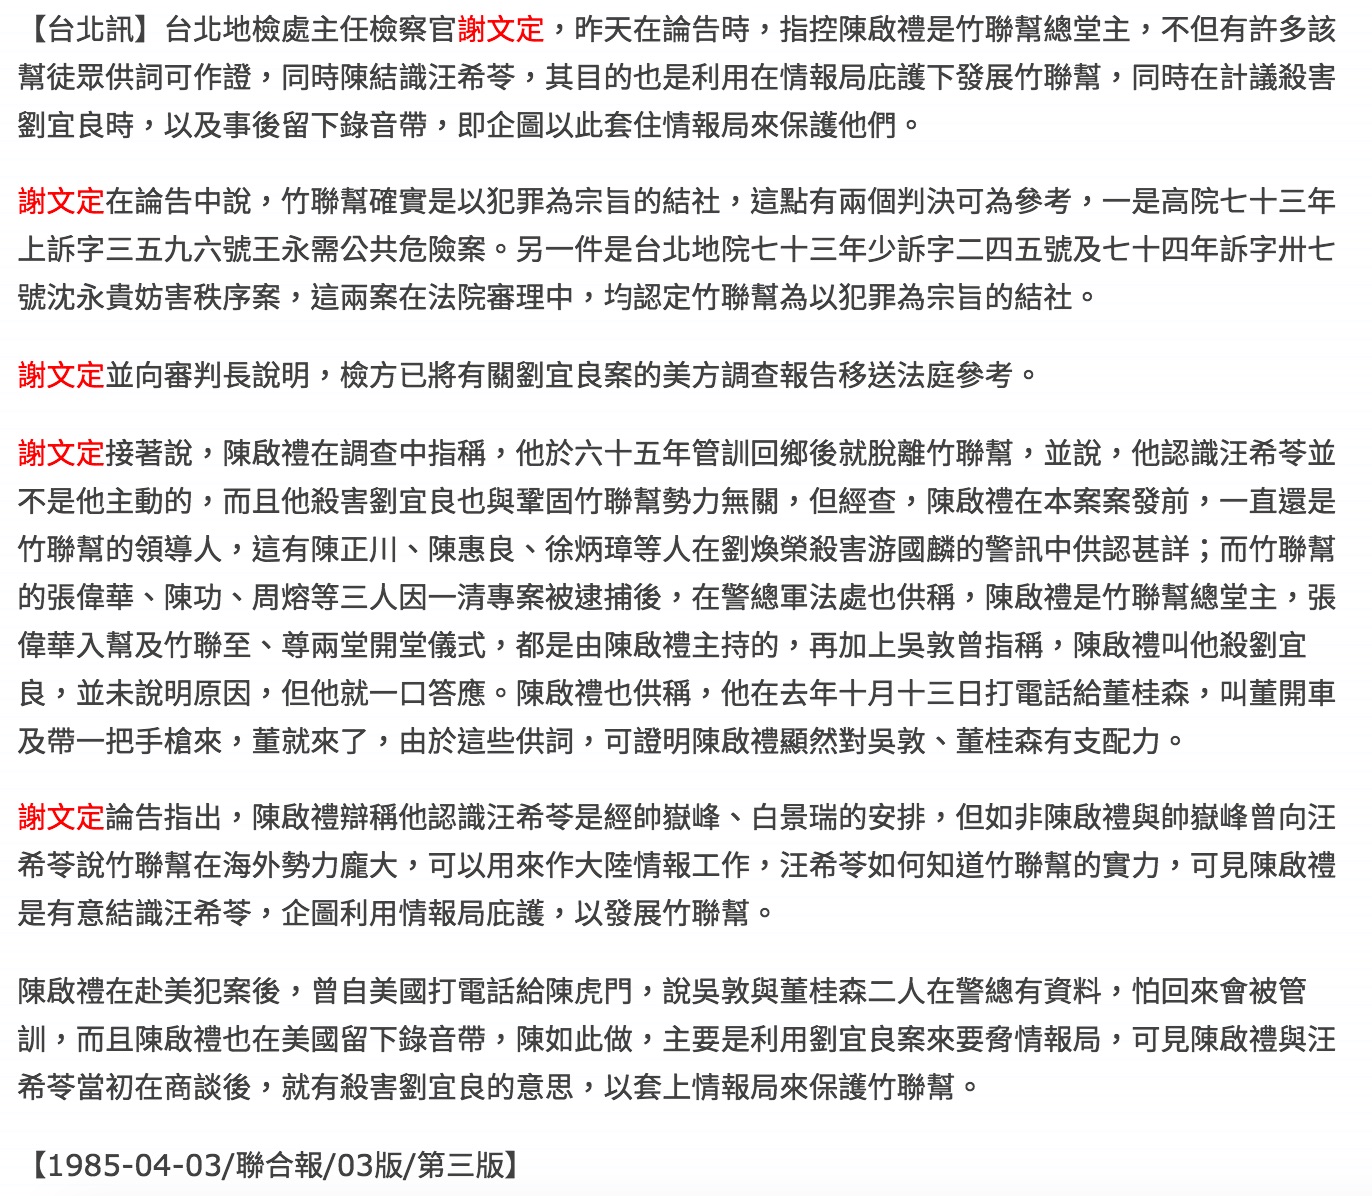 【台北訊】台北地檢處主任檢察官謝文定，昨天在論告時，指控陳啟禮是竹聯幫總堂主，不但有許多該
幫徒眾供詞可作證，同時陳結識汪希苓，其目的也是利用在情報局庇護下發展竹聯幫，同時在計議殺害
劉宜良時，以及事後留下錄音帶，即企圖以此套住情報局來保護他們。
謝文定在論告中說，竹聯幫確實是以犯罪為宗旨的結社，這點有兩個判決可為參考，一是高院七十三年
上訴字三五九六號王永需公共危險案。另一件是台北地院七十三年少訴字二四五號及七十四年訴字卅七
號沈永貴妨害秩序案，這兩案在法院審理中，均認定竹聯幫為以犯罪為宗旨的結社。
謝文定並向審判長說明，檢方已將有關劉宜良案的美方調查報告移送法庭參考。
謝文定接著說，陳啟禮在調查中指稱，他於六十五年管訓回鄉後就脫離竹聯幫，並說，他認識汪希苓並
不是他主動的，而且他殺害劉宜良也與鞏固竹聯幫勢力無關，但經查，陳啟禮在本案案發前，一直還是
竹聯幫的領導人，這有陳正川、陳惠良、徐炳璋等人在劉煥榮殺害游國麟的警訊中供認甚詳；而竹聯幫
的張偉華、陳功、周熔等三人因一清專案被逮捕後，在警總軍法處也供稱，陳啟禮是竹聯幫總堂主，張
偉華入幫及竹聯至、尊兩堂開堂儀式，都是由陳啟禮主持的，再加上吳敦曾指稱，陳啟禮叫他殺劉宜
良，並未說明原因，但他就一口答應。陳啟禮也供稱，他在去年十月十三日打電話給董桂森，叫董開車
及帶一把手槍來，董就來了，由於這些供詞，可證明陳啟禮顯然對吳敦、董桂森有支配力。
謝文定論告指出，陳啟禮辯稱他認識汪希苓是經帥嶽峰、白景瑞的安排，但如非陳啟禮與帥嶽峰曾向汪
希苓說竹聯幫在海外勢力龐大，可以用來作大陸情報工作，汪希苓如何知道竹聯幫的實力，可見陳啟禮
是有意結識汪希苓，企圖利用情報局庇護，以發展竹聯幫。
陳啟禮在赴美犯案後，曾自美國打電話給陳虎門，說吳敦與董桂森二人在警總有資料，怕回來會被管
訓，而且陳啟禮也在美國留下錄音帶，陳如此做，主要是利用劉宜良案來要脅情報局，可見陳啟禮與汪
希苓當初在商談後，就有殺害劉宜良的意思，以套上情報局來保護竹聯幫。
【1985-04-03/聯合報/03版/第三版】